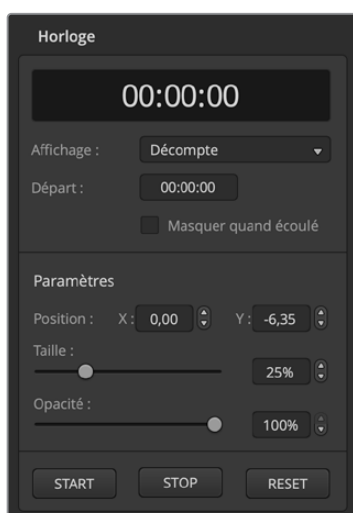 Horloge
00:00:00
Affichage : Décompte
Départ : 00:00:00
Masquer quand écoulé
Paramètres
Position : X : 0,00 Y : -6,35
Taille :
25%
Opacité :
100%
START STOP RESET